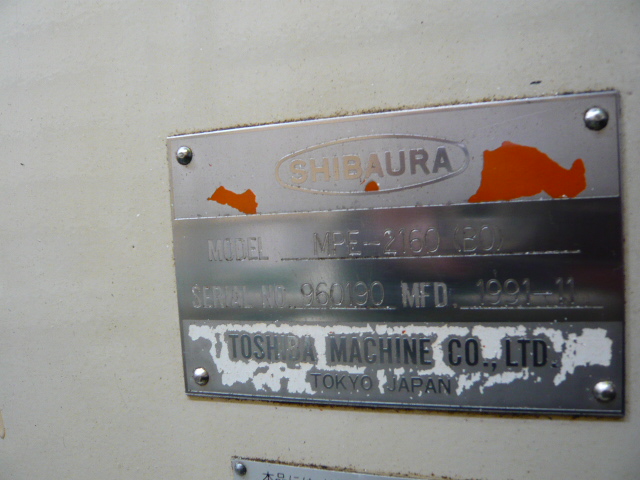 SHIBAURA
MODEL MPE-2160 (BO)
SERIAL NO. 960190 MFD. 1991-11
TOSHIBA MACHINE CO., LTD.
TOKYO JAPAN